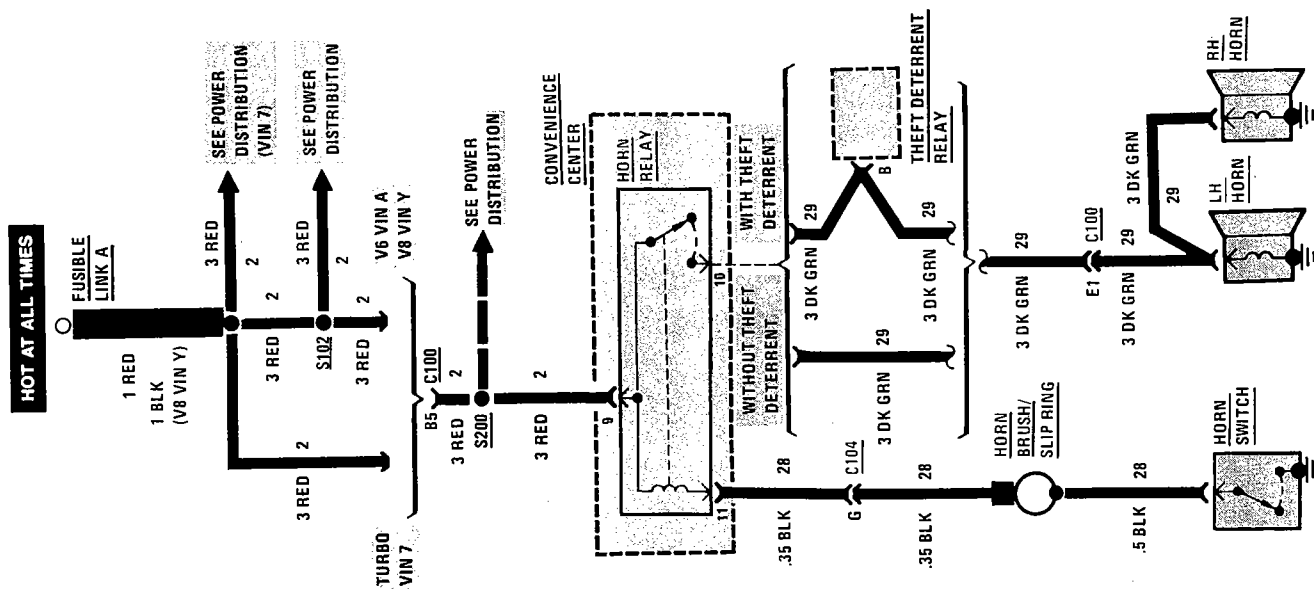 HOT AT ALL TIMES
FUSIBLE
LINK A
1 RED
1 BLK
(V8 VIN Y)
3 RED
2
SEE POWER
DISTRIBUTION
(VIN 7)
3 RED
2
S102
3 RED
2
SEE POWER
DISTRIBUTION
3 RED
2
V6 VIN A
V8 VIN Y
3 RED
2
TURBO
VIN 7
B5
C100
3 RED
2
S200
SEE POWER
DISTRIBUTION
3 RED
2
CONVENIENCE
CENTER
HORN
RELAY
9
10
11
WITH THEFT
DETERRENT
WITHOUT THEFT
DETERRENT
29
3 DK GRN
B
THEFT DETERRENT
RELAY
29
3 DK GRN
29
3 DK GRN
29
3 DK GRN
E1
C100
29
3 DK GRN
3 DK GRN
29
LH
HORN
RH
HORN
28
.35 BLK
G
C104
28
.35 BLK
HORN
BRUSH/
SLIP RING
28
.5 BLK
HORN
SWITCH